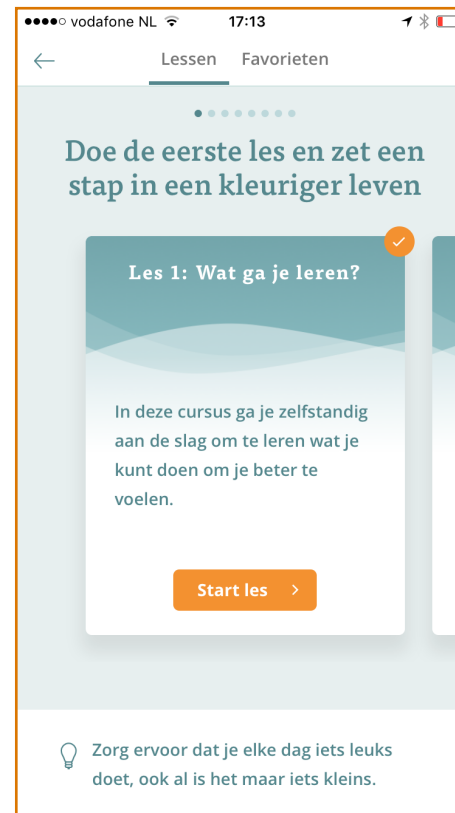 vodafone NL 17:13
Lessen Favorieten
Doe de eerste les en zet een
stap in een kleuriger leven
Les 1: Wat ga je leren?
In deze cursus ga je zelfstandig
aan de slag om te leren wat je
kunt doen om je beter te
voelen.
Start les
Zorg ervoor dat je elke dag iets leuks
doet, ook al is het maar iets kleins.